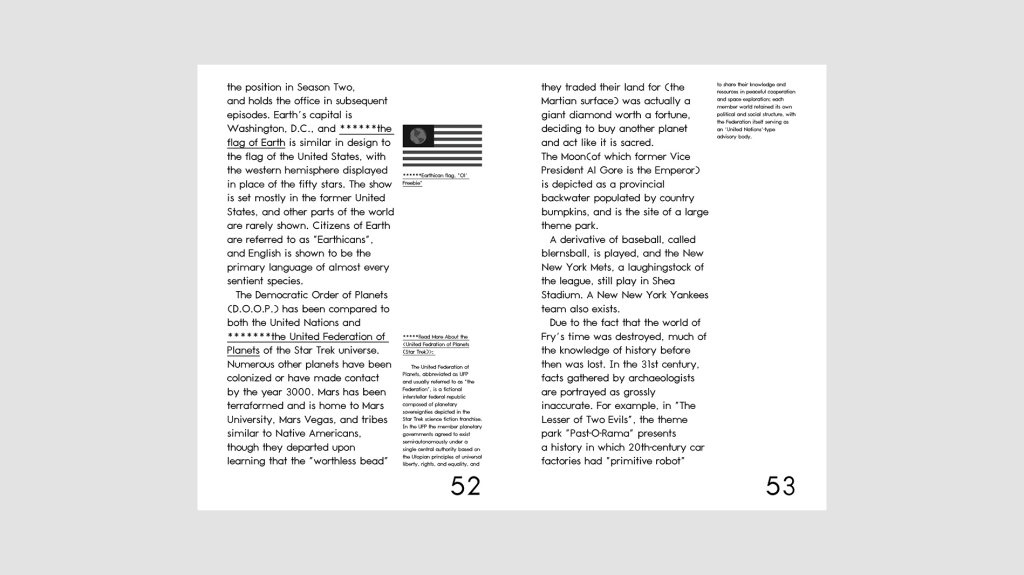 the position in Season Two,
and holds the office in subsequent
episodes. Earth's capital is
Washington, D.C., and ******the
flag of Earth is similar in design to
the flag of the United States, with
the western hemisphere displayed
in place of the fifty stars. The show
is set mostly in the former United
States, and other parts of the world
are rarely shown. Citizens of Earth
are referred to as "Earthicans",
and English is shown to be the
primary language of almost every
sentient species.
The Democratic Order of Planets
(D.O.O.P.) has been compared to
both the United Nations and
*******the United Federation of
Planets of the Star Trek universe.
Numerous other planets have been
colonized or have made contact
by the year 3000. Mars has been
terraformed and is home to Mars
University, Mars Vegas, and tribes
similar to Native Americans,
though they departed upon
learning that the "worthless bead"
******Earthican flag, "Ol'
Freebie"
*****Read More About the
(United Fedration of Planets
(Star Trek)):
The United Federation of
Planets, abbreviated as UFP
and usually referred to as "the
Federation", is a fictional
interstellar federal republic
composed of planetary
sovereignties depicted in the
Star Trek science fiction franchise.
In the UFP the member planetary
governments agreed to exist
semi-autonomously under a
single central authority based on
the Utopian principles of universal
liberty, rights, and equality, and
52
they traded their land for (the
Martian surface) was actually a
giant diamond worth a fortune,
deciding to buy another planet
and act like it is sacred.
The Moon(of which former Vice
President Al Gore is the Emperor)
is depicted as a provincial
backwater populated by country
bumpkins, and is the site of a large
theme park.
A derivative of baseball, called
blernsball, is played, and the New
New York Mets, a laughingstock of
the league, still play in Shea
Stadium. A New New York Yankees
team also exists.
Due to the fact that the world of
Fry's time was destroyed, much of
the knowledge of history before
then was lost. In the 31st century,
facts gathered by archaeologists
are portrayed as grossly
inaccurate. For example, in "The
Lesser of Two Evils", the theme
park "Past-O-Rama" presents
a history in which 20th-century car
factories had "primitive robot"
to share their knowledge and
resources in peaceful cooperation
and space exploration; each
member world retained its own
political and social structure, with
the Federation itself serving as
an 'United Nations'-type
advisory body.
53